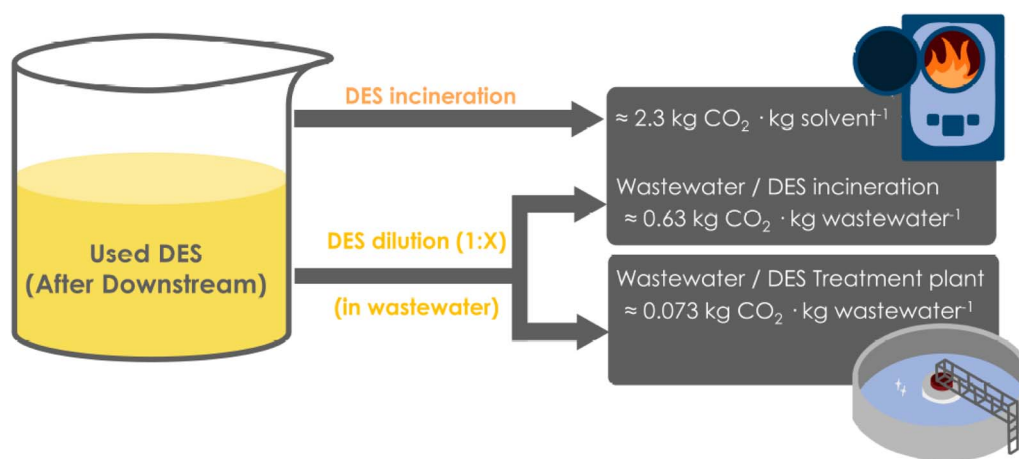 DES incineration
≈ 2.3 kg CO₂ · kg solvent⁻¹
Wastewater / DES incineration
≈ 0.63 kg CO₂ · kg wastewater⁻¹
Used DES
(After Downstream)
DES dilution (1:X)
(in wastewater)
Wastewater / DES Treatment plant
≈ 0.073 kg CO₂ · kg wastewater⁻¹